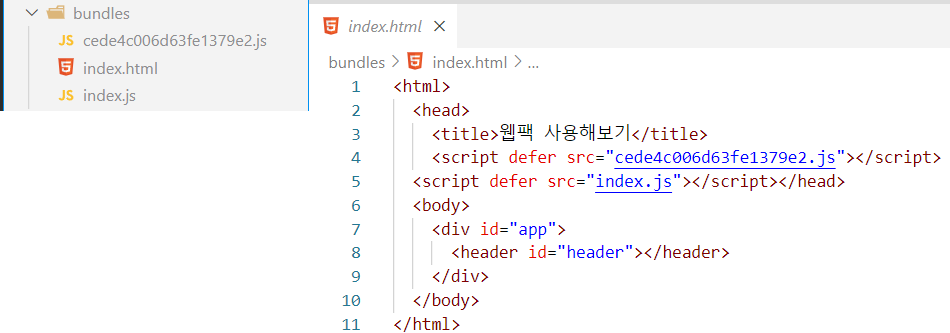 bundles
JS cede4c006d63fe1379e2.js
index.html
JS index.js
index.html
bundles > index.html > ...
1 <html>
2 <head>
3 <title>웹팩 사용해보기</title>
4 <script defer src="cede4c006d63fe1379e2.js"></script>
5 <script defer src="index.js"></script></head>
6 <body>
7 <div id="app">
8 <header id="header"></header>
9 </div>
10 </body>
11 </html>